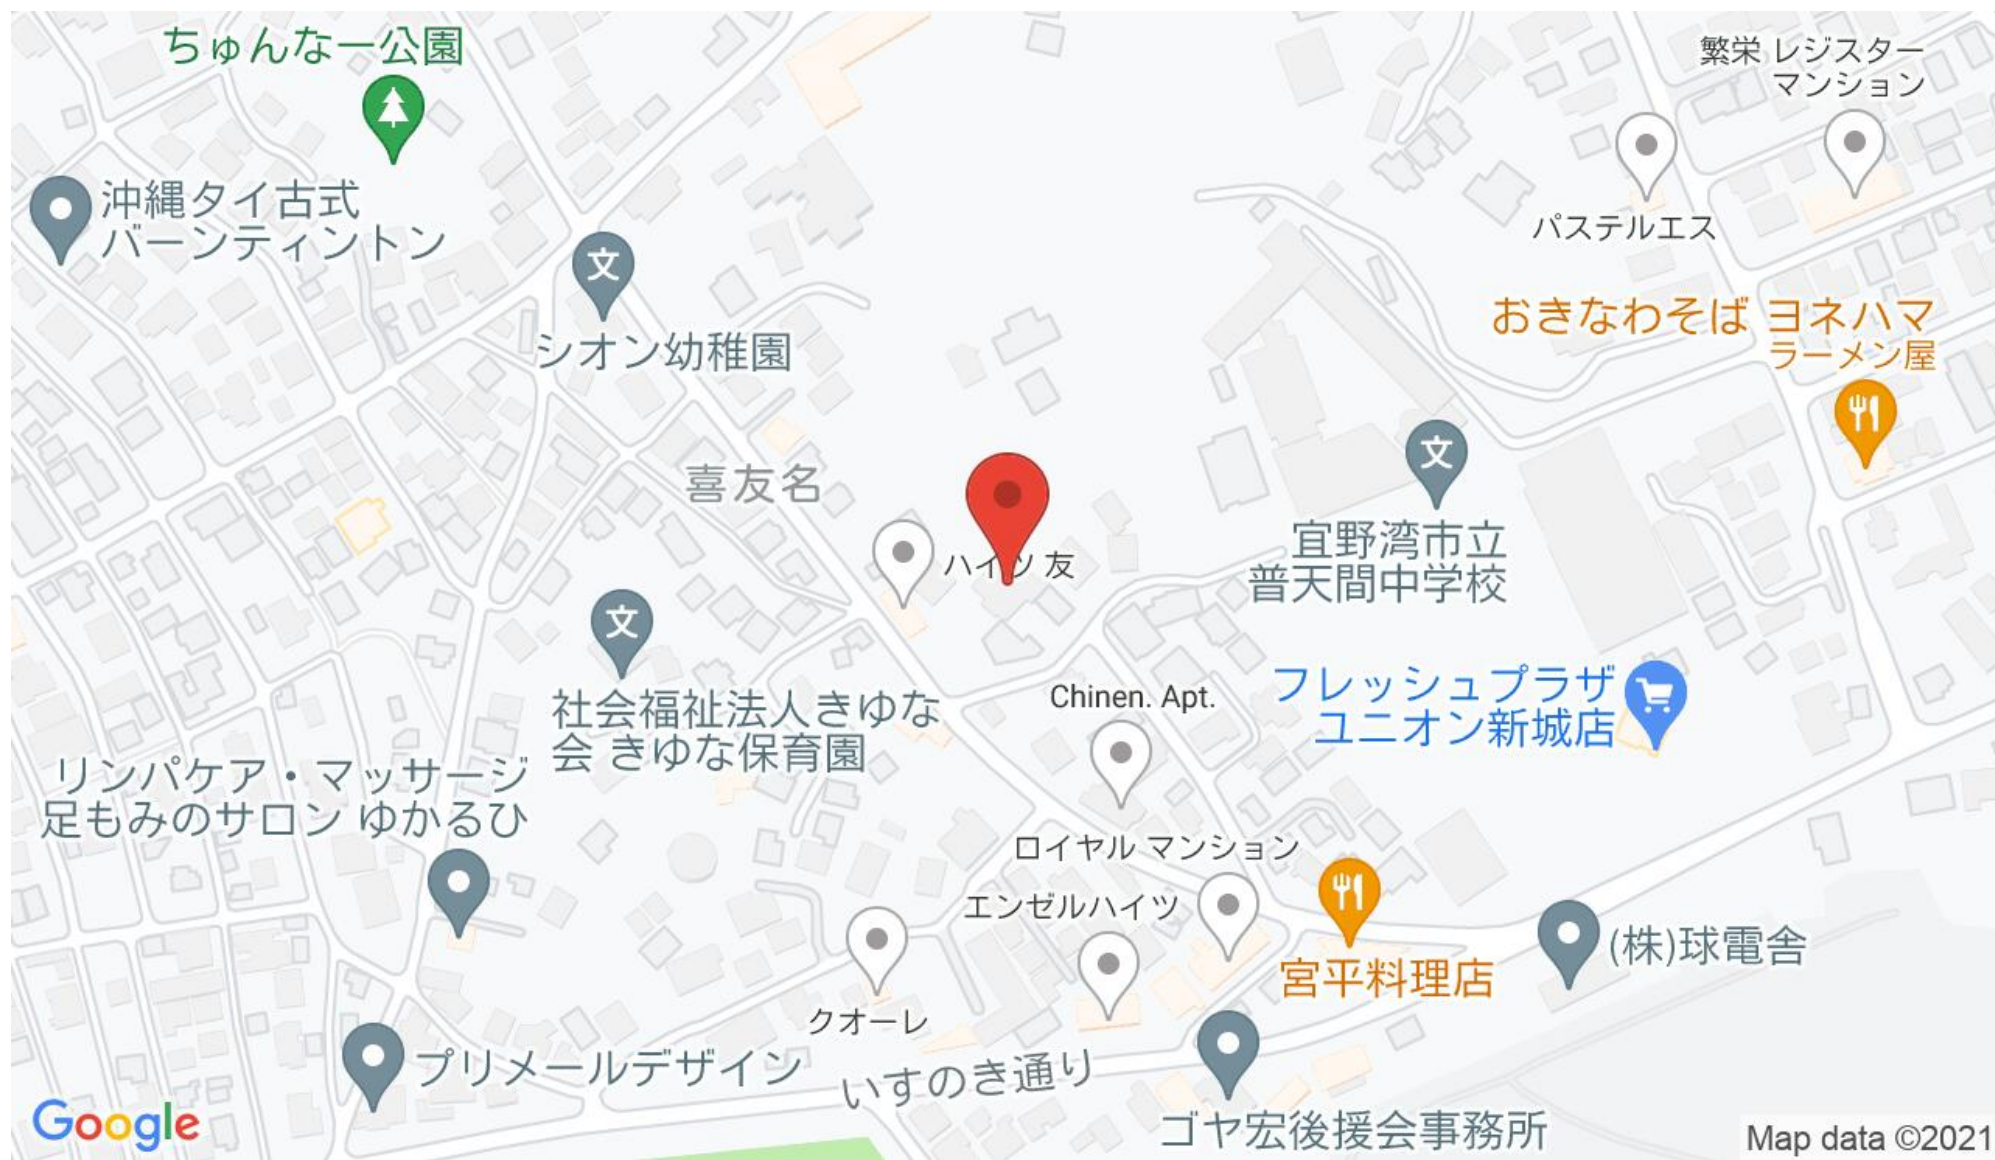 ちゅんなー公園
繁栄 レジスター
マンション
沖縄タイ古式
バーンティントン
パステルエス
シオン幼稚園
おきなわそば ヨネハマ
ラーメン屋
喜友名
ハイツ 友
宜野湾市立
普天間中学校
社会福祉法人きゆな
会 きゆな保育園
Chinen. Apt.
フレッシュプラザ
ユニオン新城店
リンパケア・マッサージ
足もみのサロン ゆかるひ
ロイヤル マンション
エンゼルハイツ
宮平料理店
(株)球電舎
クオーレ
プリメールデザイン
いすのき通り
ゴヤ宏後援会事務所
Google
Map data ©2021